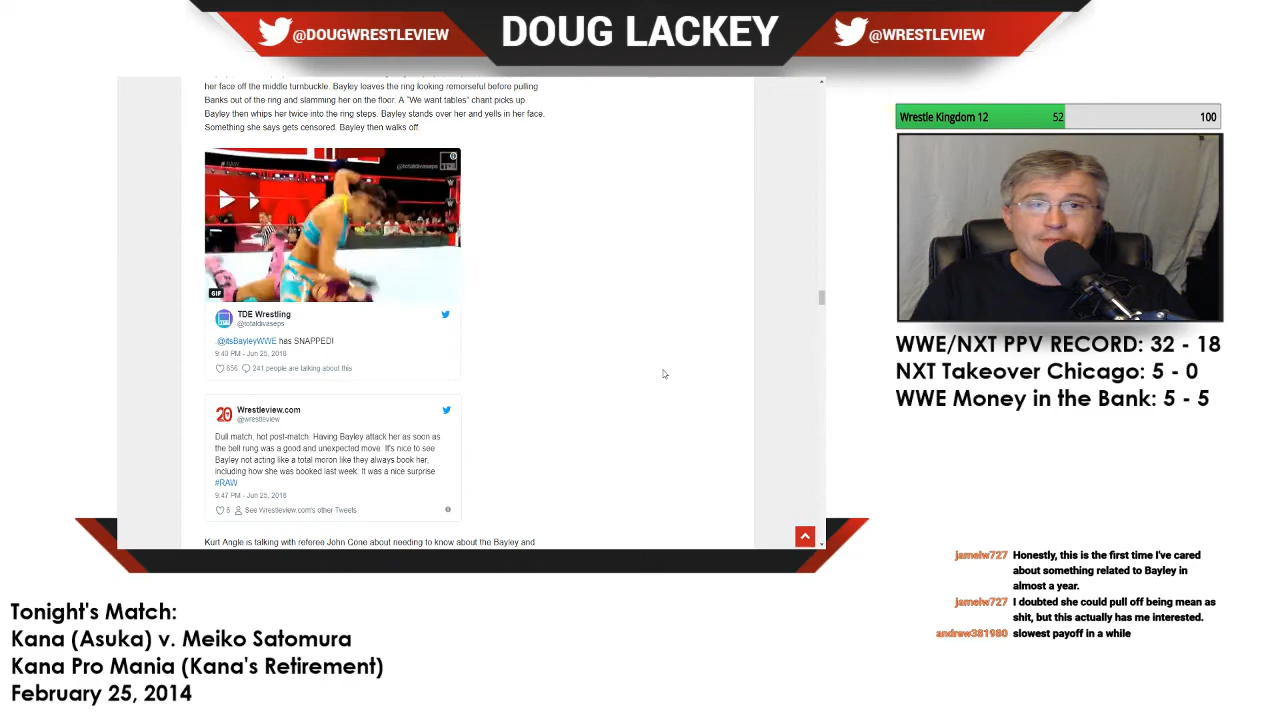 @DOUGWRESTLEVIEW
DOUG LACKEY
@WRESTLEVIEW
her face off the middle turnbuckle. Bayley leaves the ring looking remorseful before pulling
Banks out of the ring and slamming her on the floor. A "We want tables" chant picks up.
Bayley then whips her twice into the ring steps. Bayley stands over her and yells in her face.
Something she says gets censored. Bayley then walks off.
#RAW
@totaldivaseps
TDE
GIF
TDE Wrestling
@totaldivaseps
.@itsBayleyWWE has SNAPPED!
9:40 PM - Jun 25, 2018
656 241 people are talking about this
20
Wrestleview.com
@wrestleview
Dull match, hot post-match. Having Bayley attack her as soon as
the bell rung was a good and unexpected move. It's nice to see
Bayley not acting like a total moron like they always book her,
including how she was booked last week. It was a nice surprise.
#RAW
9:47 PM - Jun 25, 2018
6 See Wrestleview.com's other Tweets
Kurt Angle is talking with referee John Cone about needing to know about the Bayley and
Wrestle Kingdom 12 52 100
WWE/NXT PPV RECORD: 32 - 18
NXT Takeover Chicago: 5 - 0
WWE Money in the Bank: 5 - 5
jamelw727 Honestly, this is the first time I've cared
about something related to Bayley in
almost a year.
jamelw727 I doubted she could pull off being mean as
shit, but this actually has me interested.
andrew381980 slowest payoff in a while
Tonight's Match:
Kana (Asuka) v. Meiko Satomura
Kana Pro Mania (Kana's Retirement)
February 25, 2014